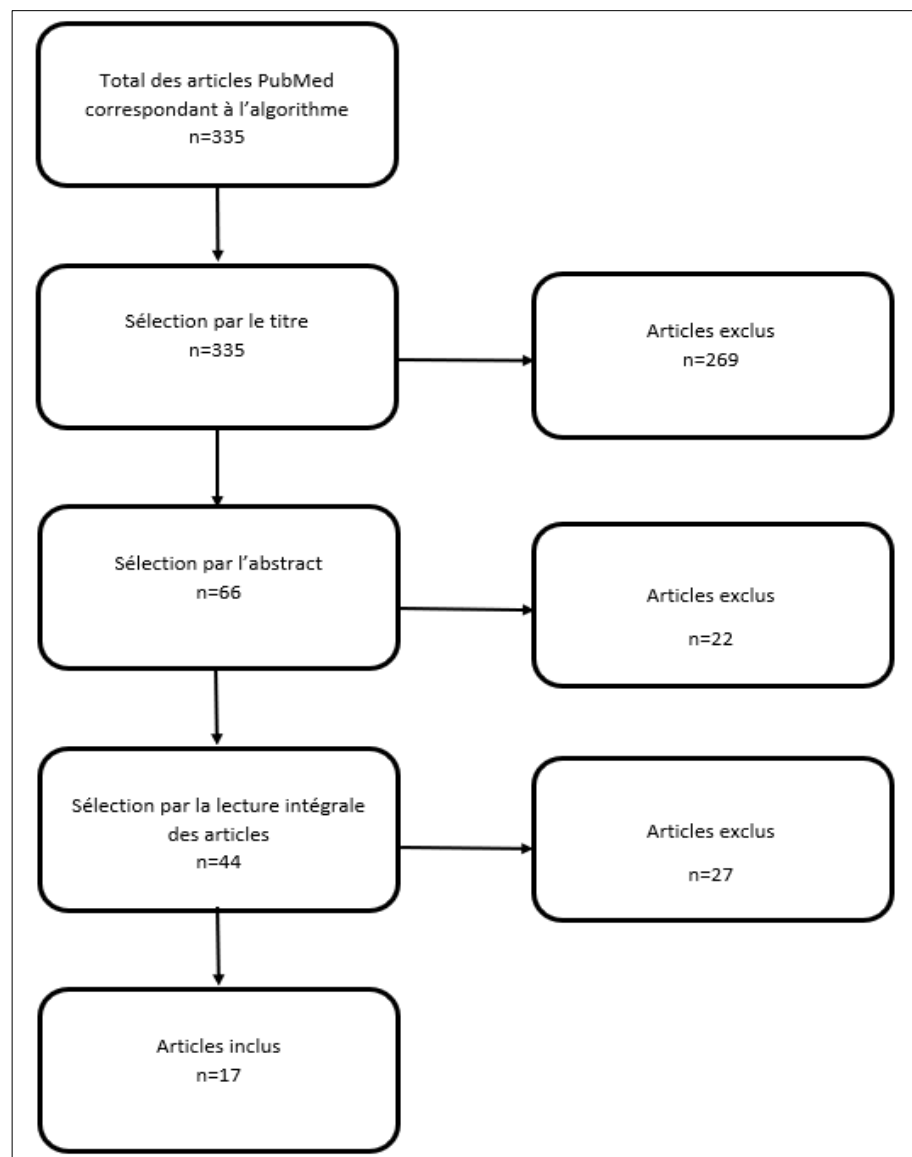 Total des articles PubMed
correspondant à l’algorithme
n=335
Sélection par le titre
n=335
Articles exclus
n=269
Sélection par l’abstract
n=66
Articles exclus
n=22
Sélection par la lecture intégrale
des articles
n=44
Articles exclus
n=27
Articles inclus
n=17